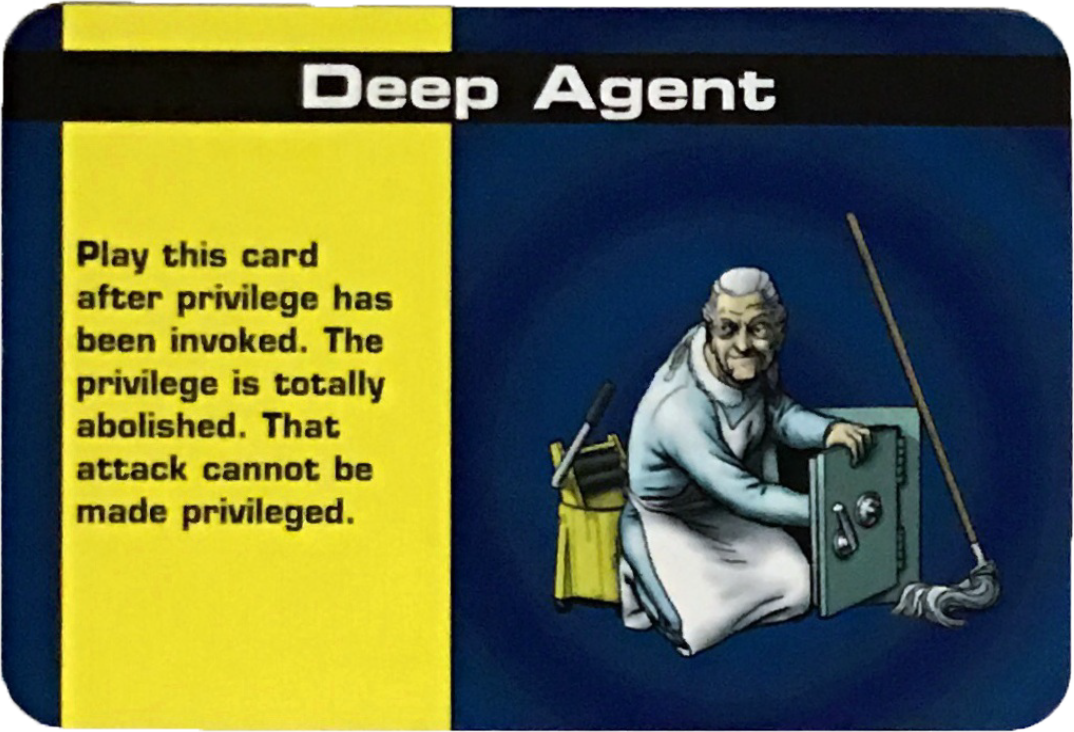 Deep Agent
Play this card
after privilege has
been invoked. The
privilege is totally
abolished. That
attack cannot be
made privileged.